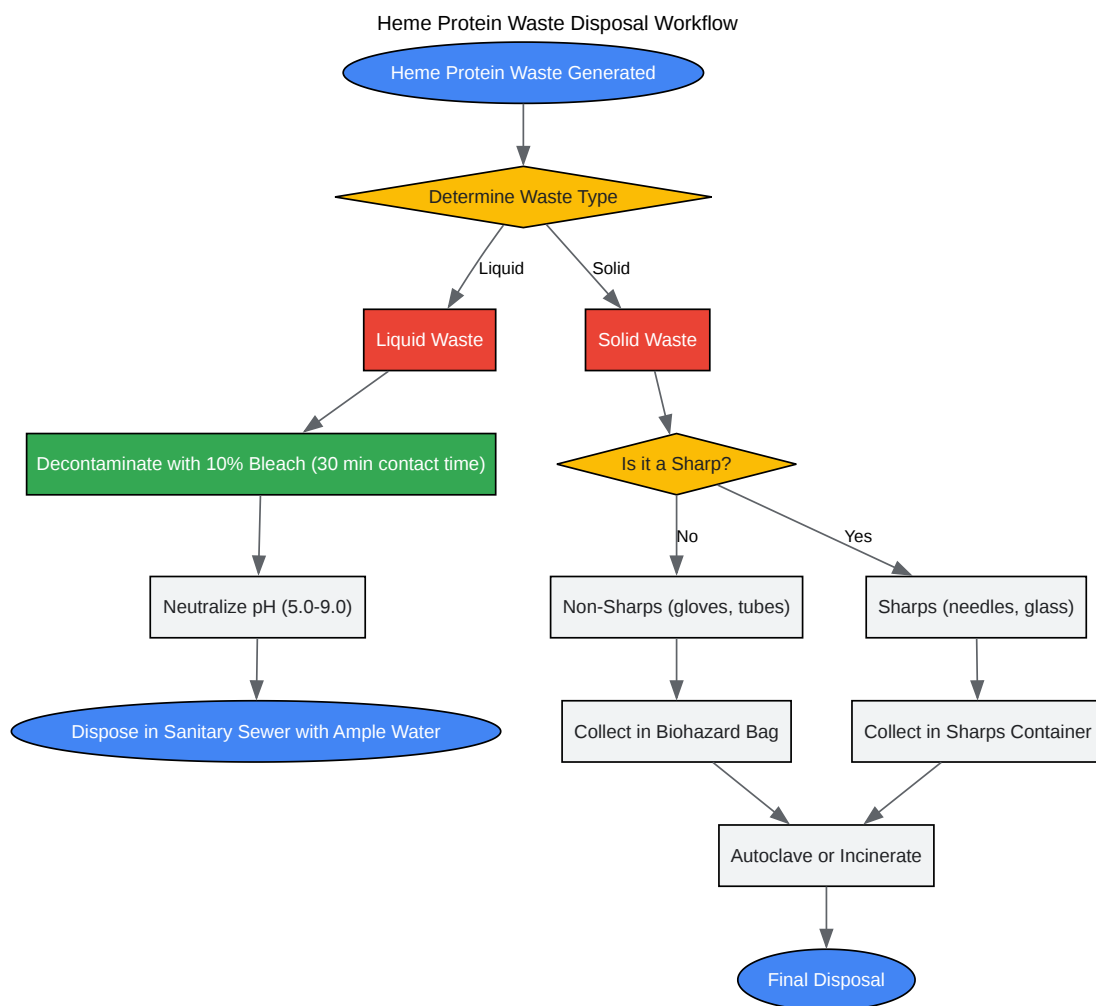 Heme Protein Waste Disposal Workflow
Heme Protein Waste Generated
Determine Waste Type
Liquid
Solid
Liquid Waste
Solid Waste
Decontaminate with 10% Bleach (30 min contact time)
Is it a Sharp?
No
Yes
Neutralize pH (5.0-9.0)
Non-Sharps (gloves, tubes)
Sharps (needles, glass)
Dispose in Sanitary Sewer with Ample Water
Collect in Biohazard Bag
Collect in Sharps Container
Autoclave or Incinerate
Final Disposal